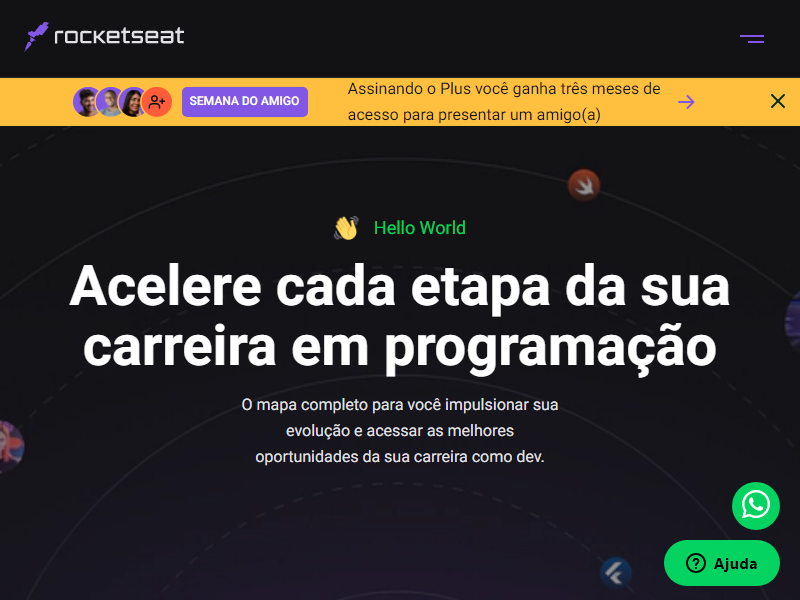 rocketseat
SEMANA DO AMIGO
Assinando o Plus você ganha três meses de
acesso para presentar um amigo(a)
Hello World
Acelere cada etapa da sua
carreira em programação
O mapa completo para você impulsionar sua
evolução e acessar as melhores
oportunidades da sua carreira como dev.
Ajuda